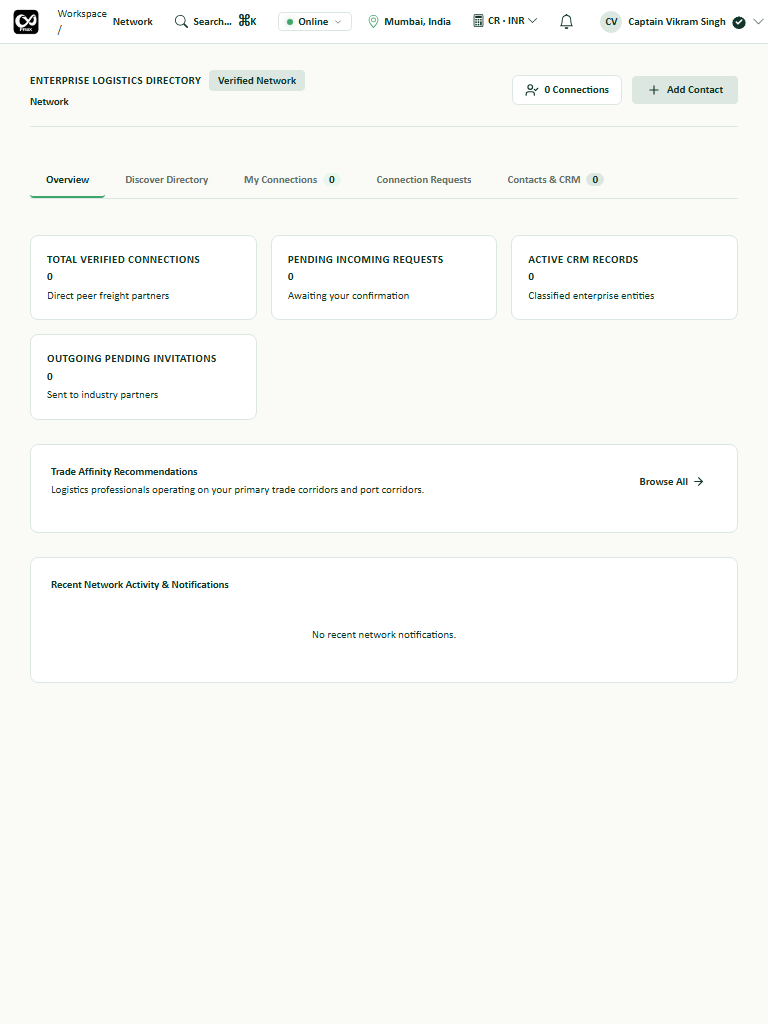 Workspace
/
Network
Search... ⌘K
Online
Mumbai, India
CR · INR
CV
Captain Vikram Singh
ENTERPRISE LOGISTICS DIRECTORY
Verified Network
Network
0 Connections
+ Add Contact
Overview
Discover Directory
My Connections 0
Connection Requests
Contacts & CRM 0
TOTAL VERIFIED CONNECTIONS
0
Direct peer freight partners
PENDING INCOMING REQUESTS
0
Awaiting your confirmation
ACTIVE CRM RECORDS
0
Classified enterprise entities
OUTGOING PENDING INVITATIONS
0
Sent to industry partners
Trade Affinity Recommendations
Logistics professionals operating on your primary trade corridors and port corridors.
Browse All →
Recent Network Activity & Notifications
No recent network notifications.